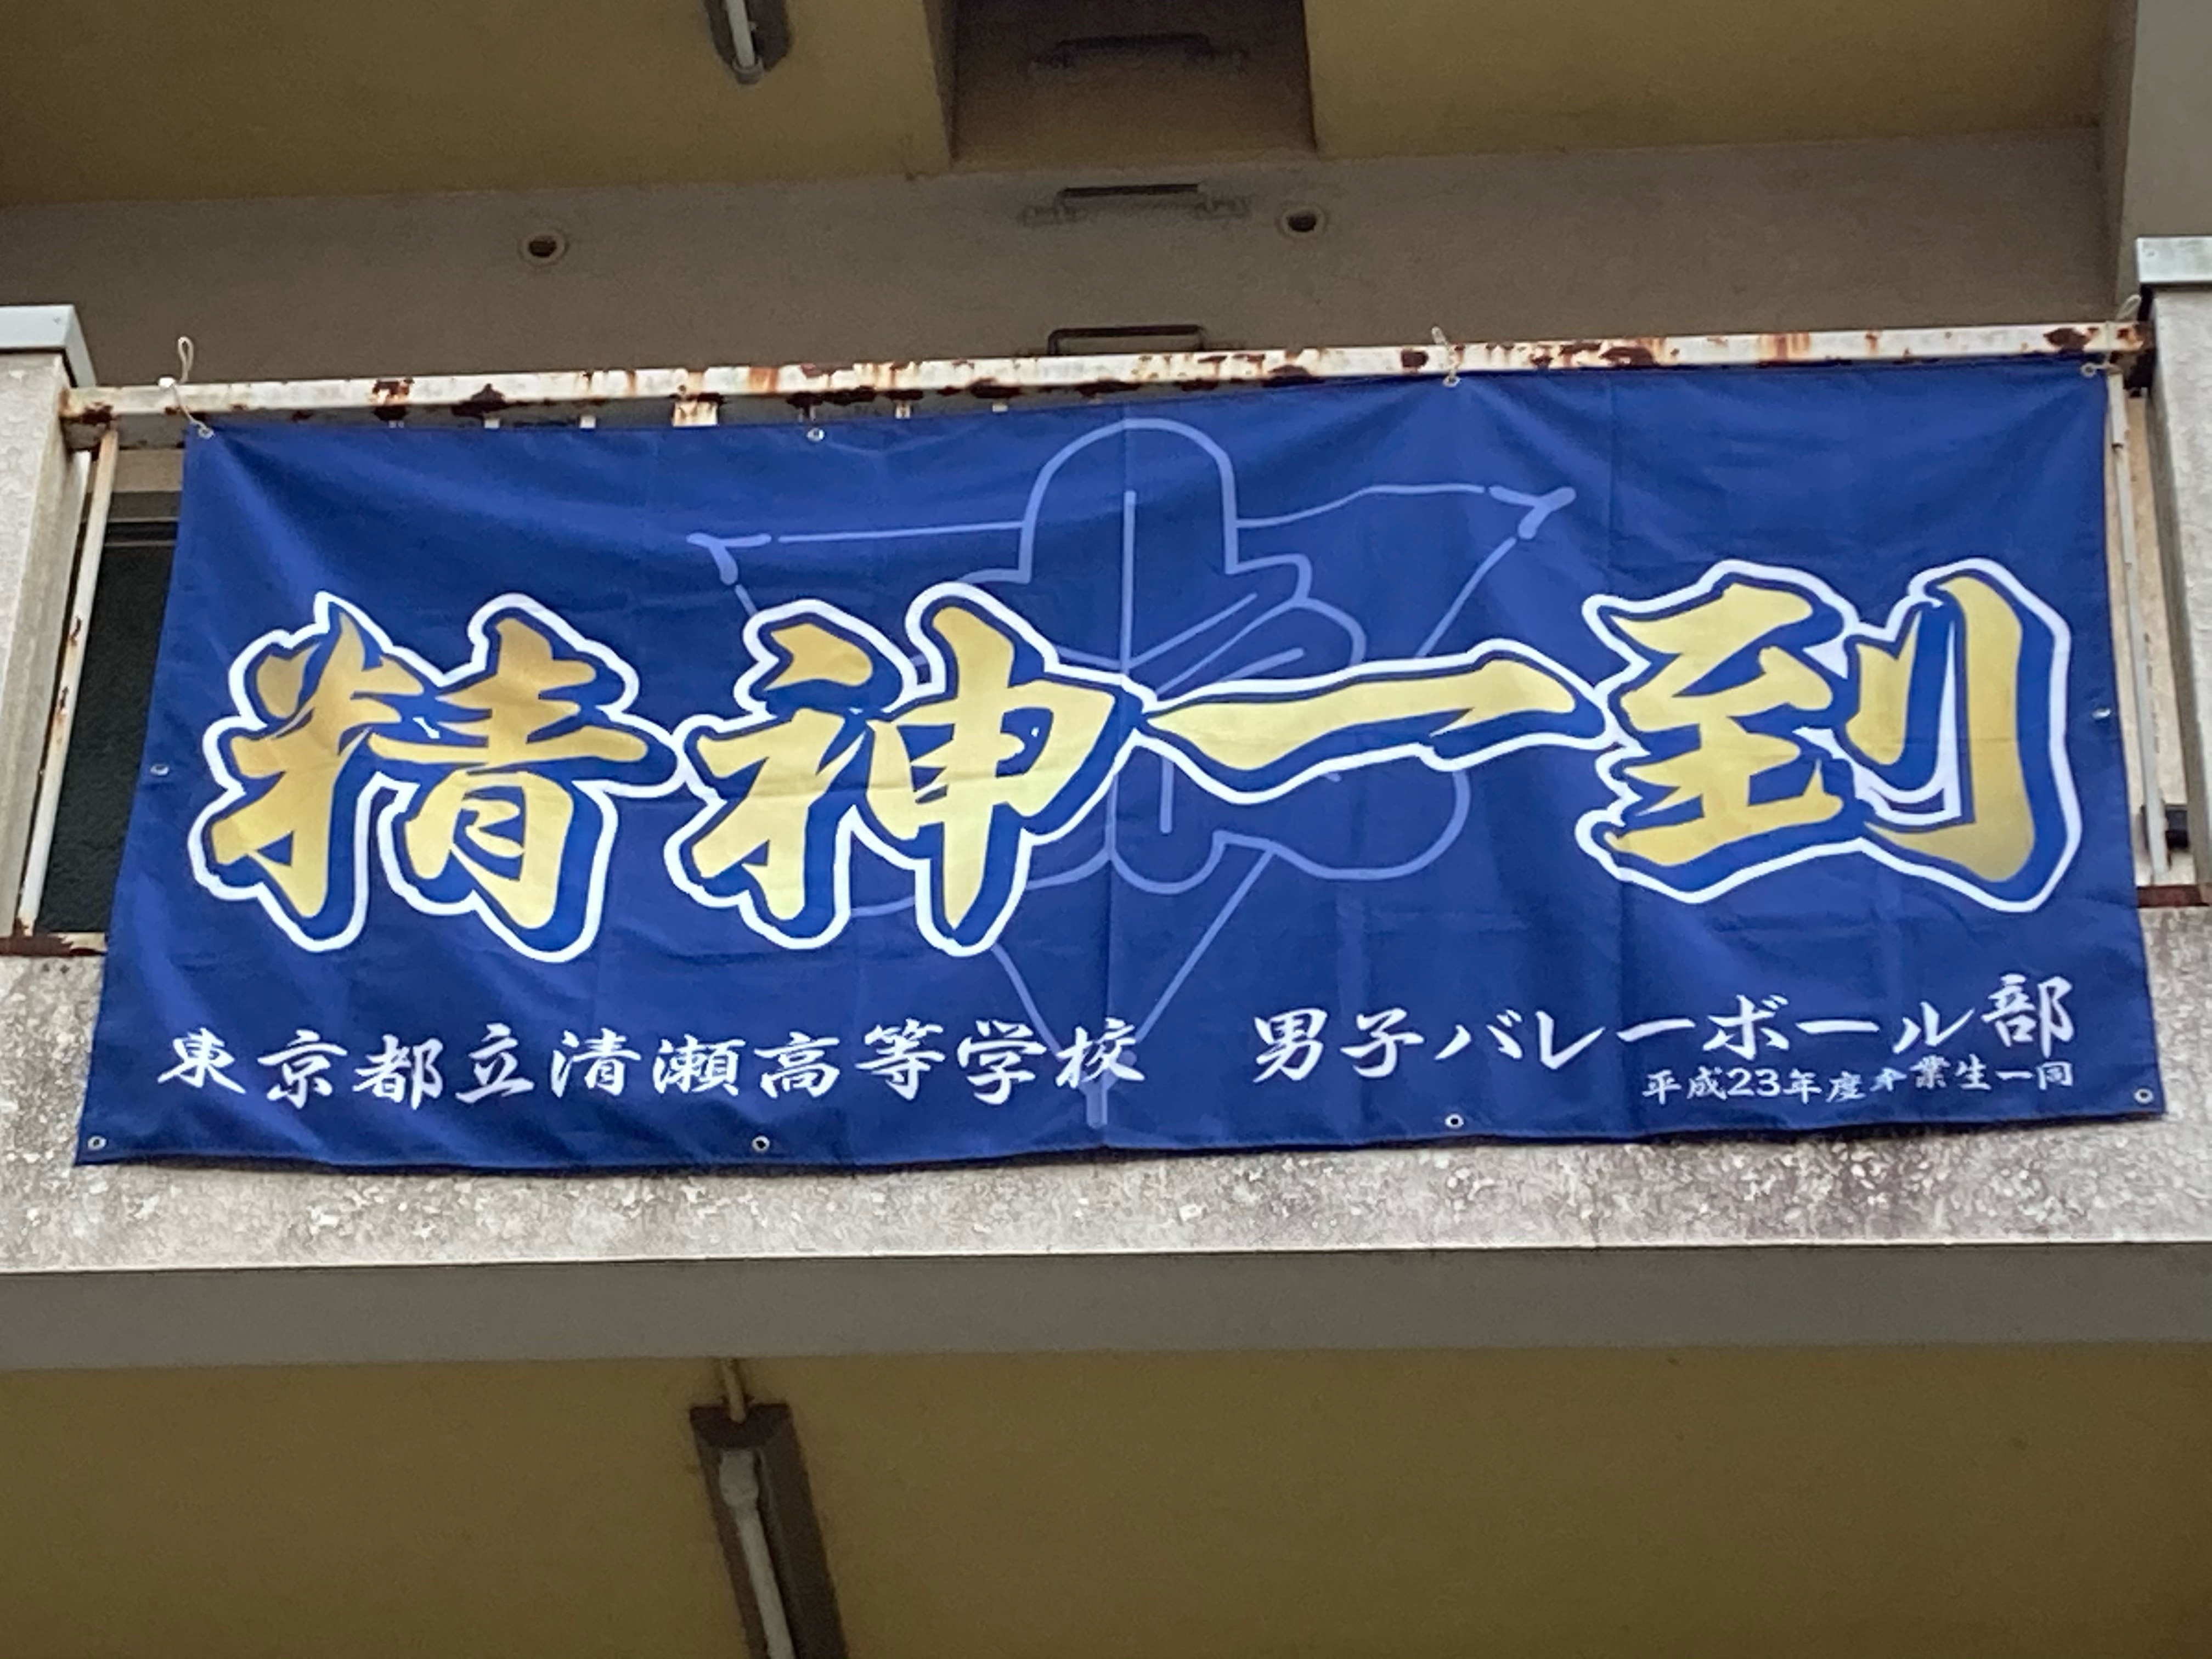 精神一到
東京都立清瀬高等学校 男子バレーボール部
平成23年度卒業生一同